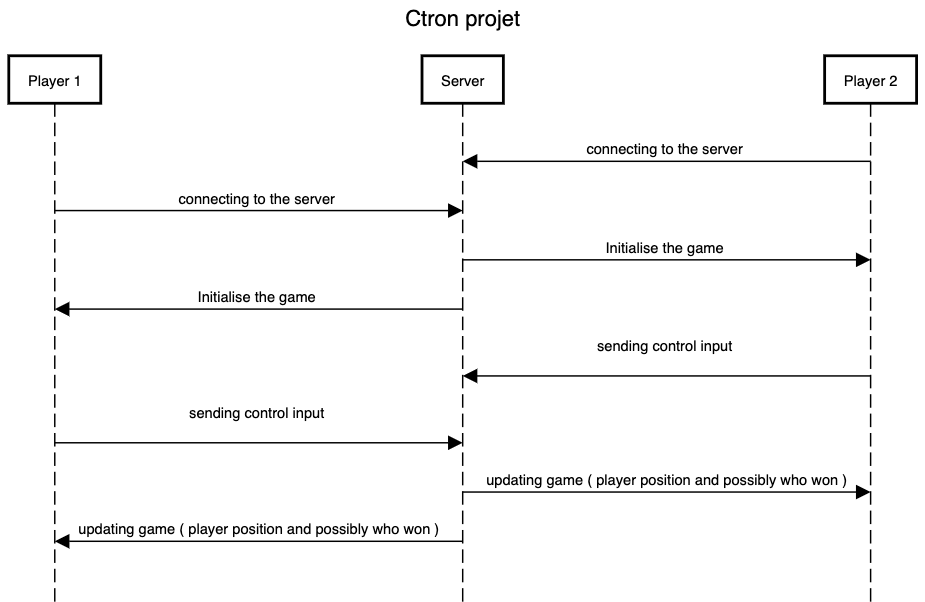 Ctron projet
Player 1
Server
Player 2
connecting to the server
connecting to the server
Initialise the game
Initialise the game
sending control input
sending control input
updating game ( player position and possibly who won )
updating game ( player position and possibly who won )